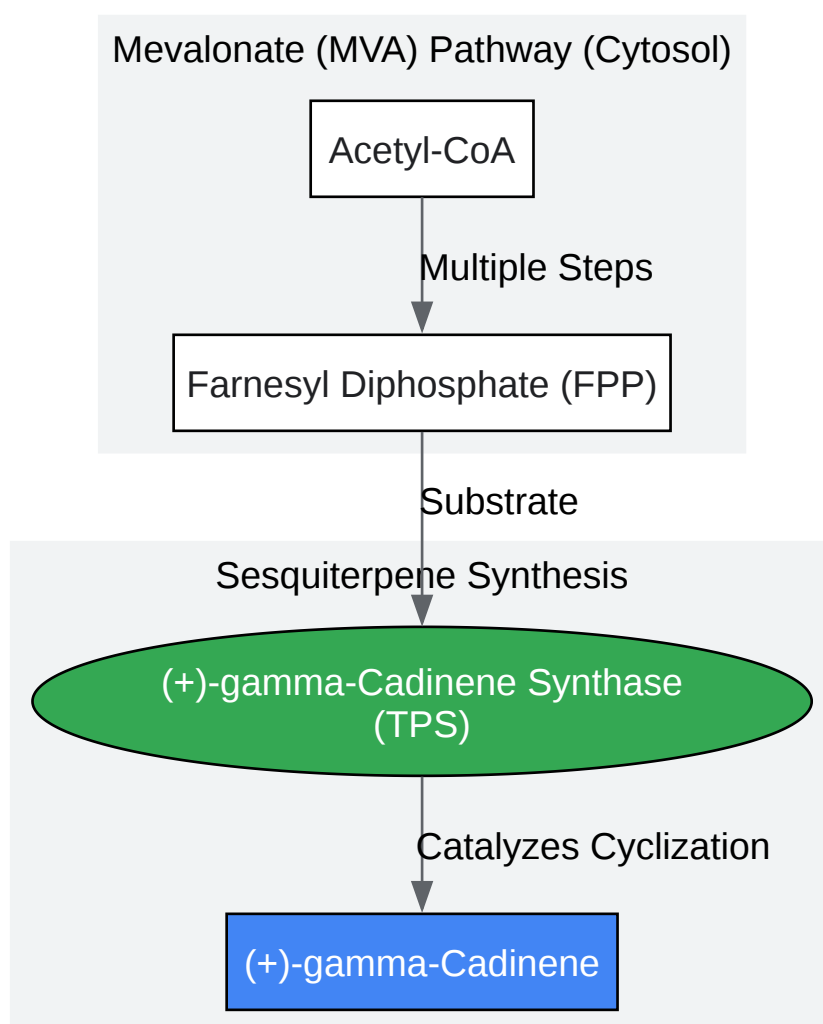 Mevalonate (MVA) Pathway (Cytosol)
Acetyl-CoA
Multiple Steps
Farnesyl Diphosphate (FPP)
Substrate
Sesquiterpene Synthesis
(+)-gamma-Cadinene Synthase
(TPS)
Catalyzes Cyclization
(+)-gamma-Cadinene